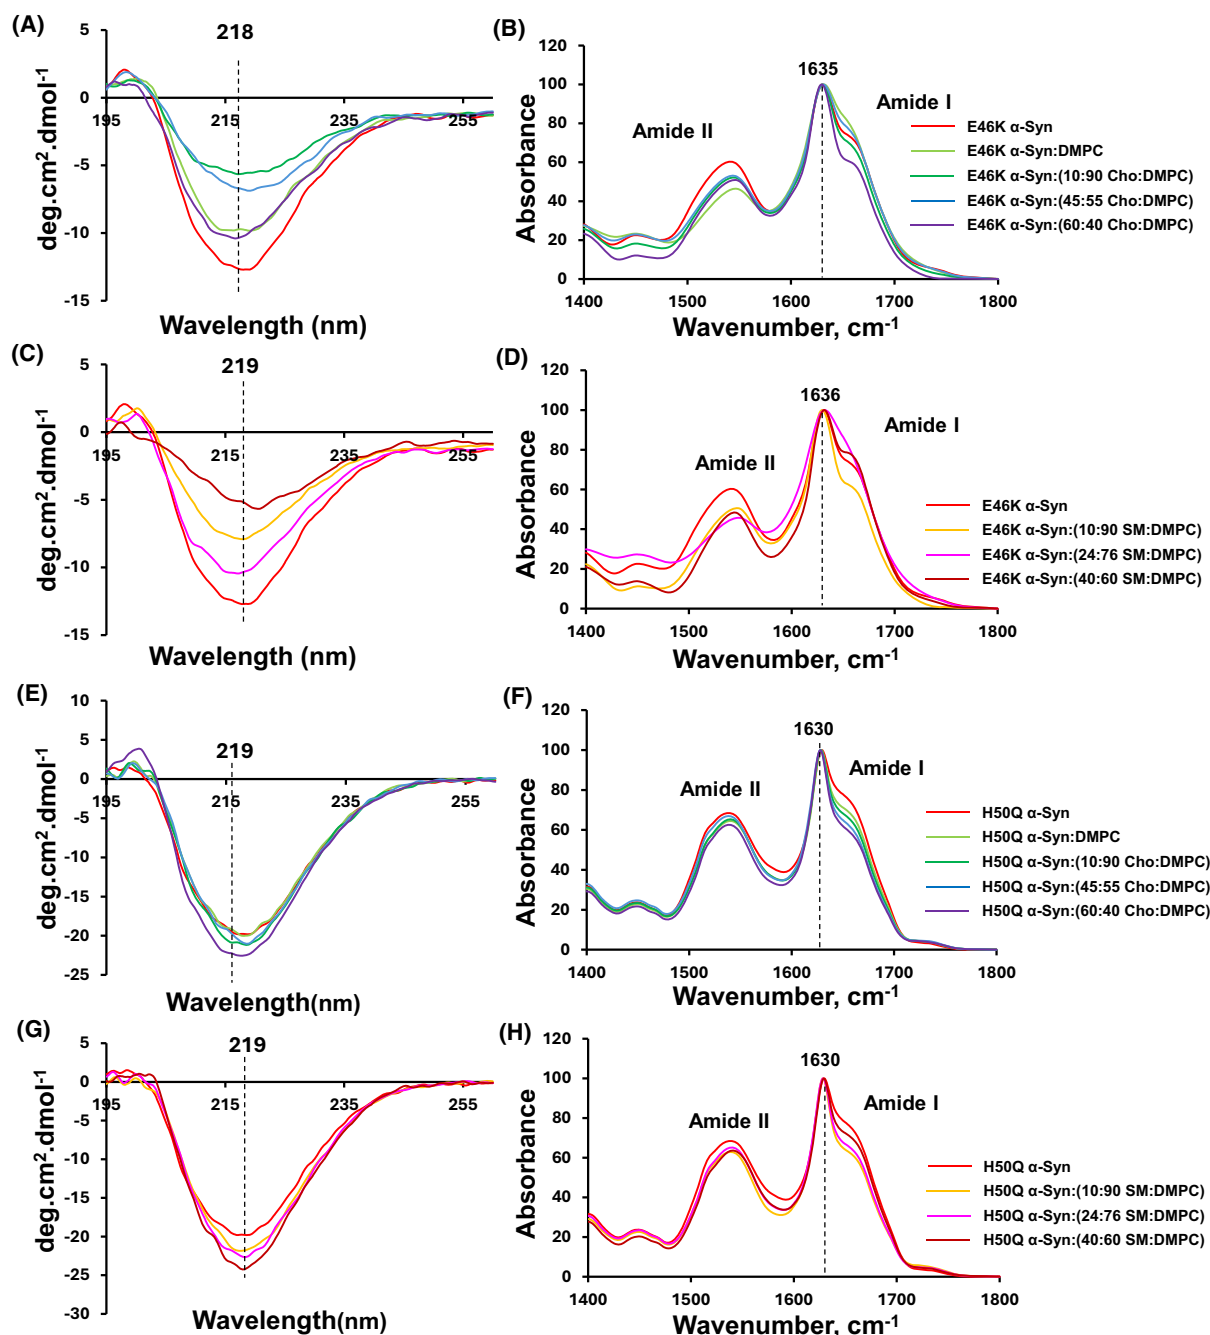 (A)
218
5
0
-5
-10
-15
195
215
235
255
deg.cm².dmol⁻¹
Wavelength (nm)
(B)
120
100
80
60
40
20
0
1400
1500
1600
1700
1800
Absorbance
Wavenumber, cm⁻¹
1635
Amide I
Amide II
E46K α-Syn
E46K α-Syn:DMPC
E46K α-Syn:(10:90 Cho:DMPC)
E46K α-Syn:(45:55 Cho:DMPC)
E46K α-Syn:(60:40 Cho:DMPC)
(C)
219
5
0
-5
-10
-15
195
215
235
255
deg.cm².dmol⁻¹
Wavelength (nm)
(D)
120
100
80
60
40
20
0
1400
1500
1600
1700
1800
Absorbance
Wavenumber, cm⁻¹
1636
Amide I
Amide II
E46K α-Syn
E46K α-Syn:(10:90 SM:DMPC)
E46K α-Syn:(24:76 SM:DMPC)
E46K α-Syn:(40:60 SM:DMPC)
(E)
219
10
5
0
-5
-10
-15
-20
-25
195
215
235
255
deg.cm².dmol⁻¹
Wavelength(nm)
(F)
120
100
80
60
40
20
0
1400
1500
1600
1700
1800
Absorbance
Wavenumber, cm⁻¹
1630
Amide I
Amide II
H50Q α-Syn
H50Q α-Syn:DMPC
H50Q α-Syn:(10:90 Cho:DMPC)
H50Q α-Syn:(45:55 Cho:DMPC)
H50Q α-Syn:(60:40 Cho:DMPC)
(G)
219
5
0
-5
-10
-15
-20
-25
-30
195
215
235
255
deg.cm².dmol⁻¹
Wavelength(nm)
(H)
120
100
80
60
40
20
0
1400
1500
1600
1700
1800
Absorbance
Wavenumber, cm⁻¹
1630
Amide I
Amide II
H50Q α-Syn
H50Q α-Syn:(10:90 SM:DMPC)
H50Q α-Syn:(24:76 SM:DMPC)
H50Q α-Syn:(40:60 SM:DMPC)